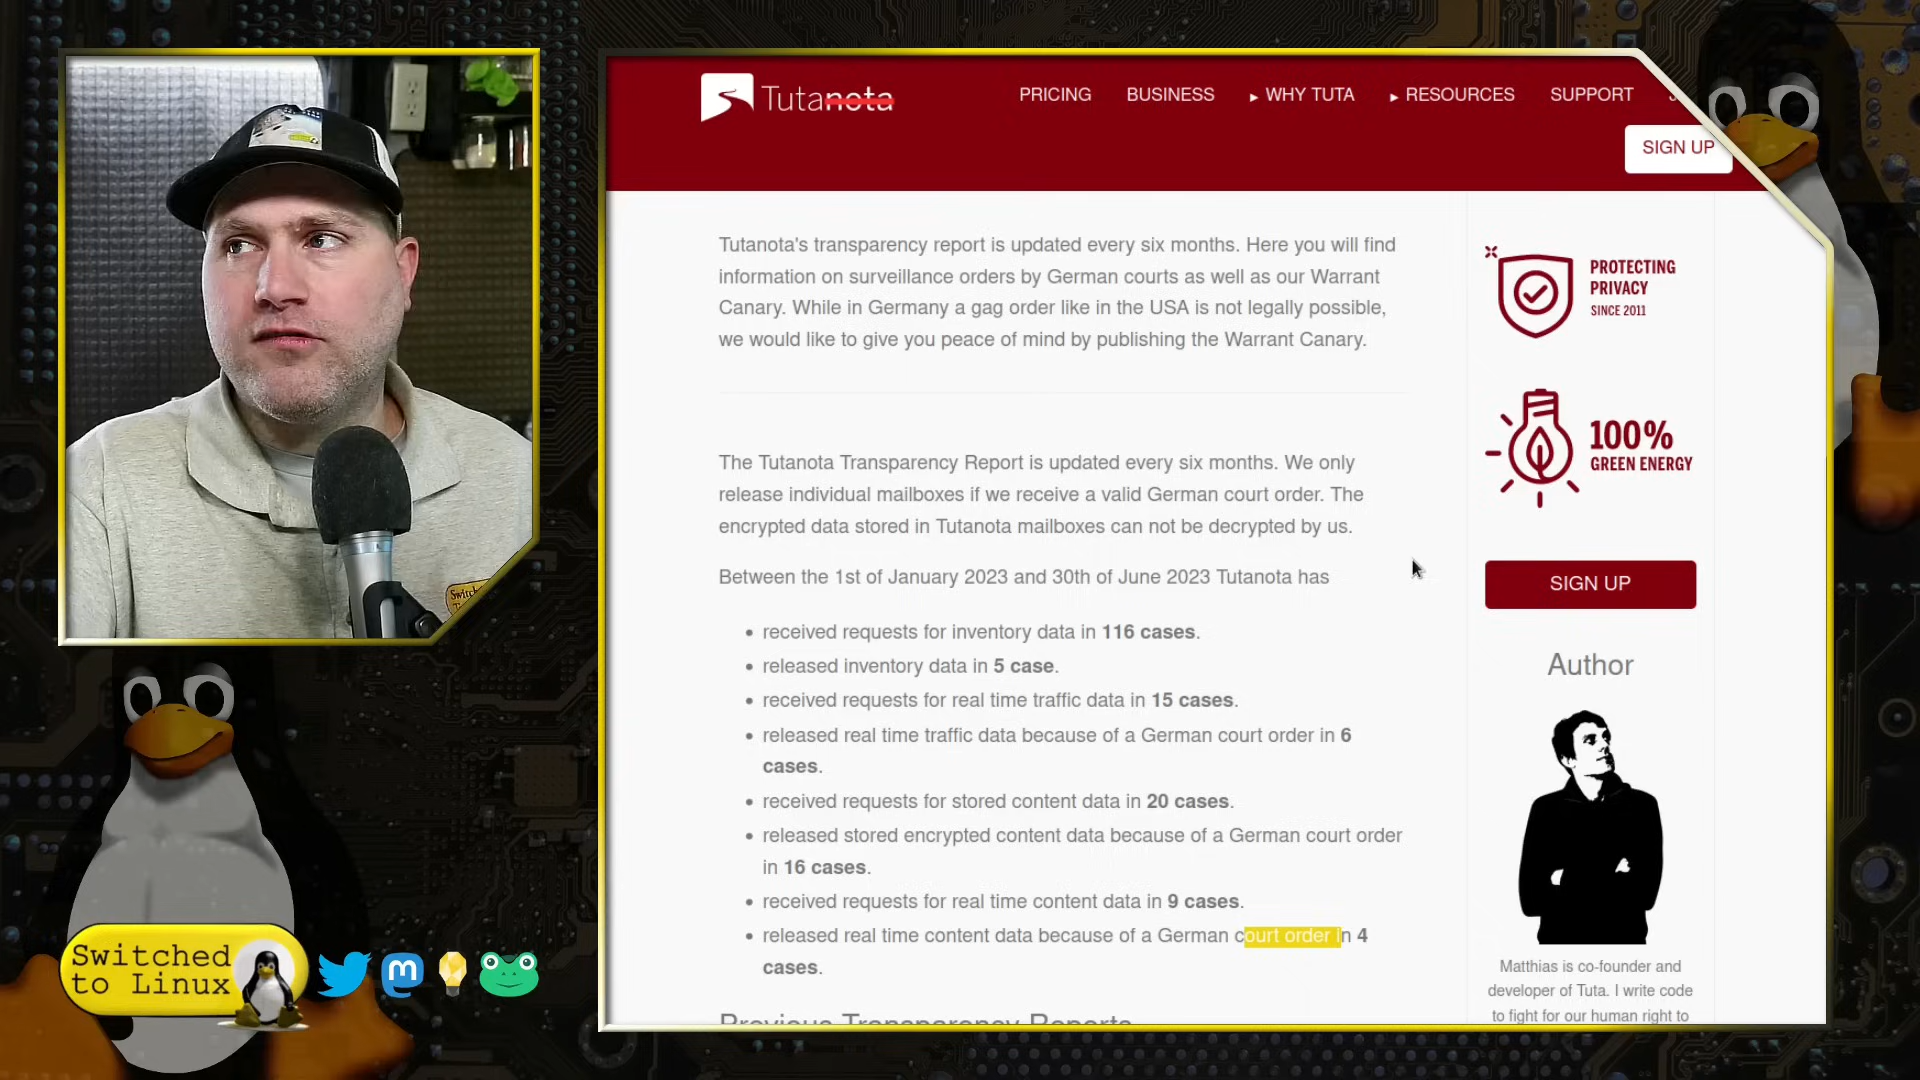 Tutanota
PRICING
BUSINESS
WHY TUTA
RESOURCES
SUPPORT
SIGN UP
Tutanota's transparency report is updated every six months. Here you will find
information on surveillance orders by German courts as well as our Warrant
Canary. While in Germany a gag order like in the USA is not legally possible,
we would like to give you peace of mind by publishing the Warrant Canary.
The Tutanota Transparency Report is updated every six months. We only
release individual mailboxes if we receive a valid German court order. The
encrypted data stored in Tutanota mailboxes can not be decrypted by us.
Between the 1st of January 2023 and 30th of June 2023 Tutanota has
• received requests for inventory data in 116 cases.
• released inventory data in 5 case.
• received requests for real time traffic data in 15 cases.
• released real time traffic data because of a German court order in 6
cases.
• received requests for stored content data in 20 cases.
• released stored encrypted content data because of a German court order
in 16 cases.
• received requests for real time content data in 9 cases.
• released real time content data because of a German court order in 4
cases.
Previous Transparency Reports
PROTECTING
PRIVACY
SINCE 2011
100%
GREEN ENERGY
SIGN UP
Author
Matthias is co-founder and
developer of Tuta. I write code
to fight for our human right to
Switched
to Linux